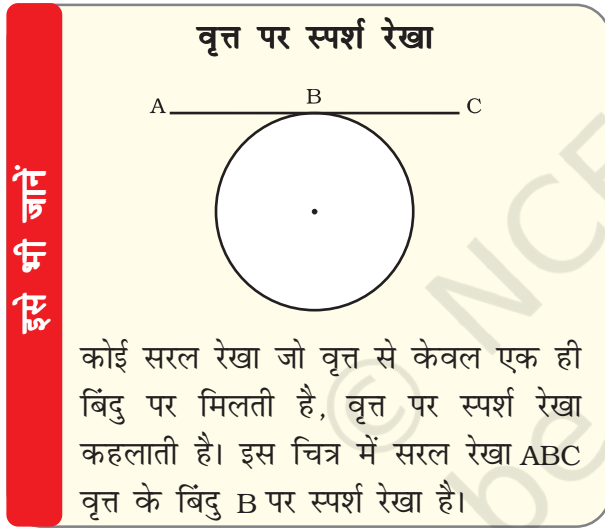 वृत्त पर स्पर्श रेखा
A B C
इसे भी जानें
कोई सरल रेखा जो वृत्त से केवल एक ही
बिंदु पर मिलती है, वृत्त पर स्पर्श रेखा
कहलाती है। इस चित्र में सरल रेखा ABC
वृत्त के बिंदु B पर स्पर्श रेखा है।